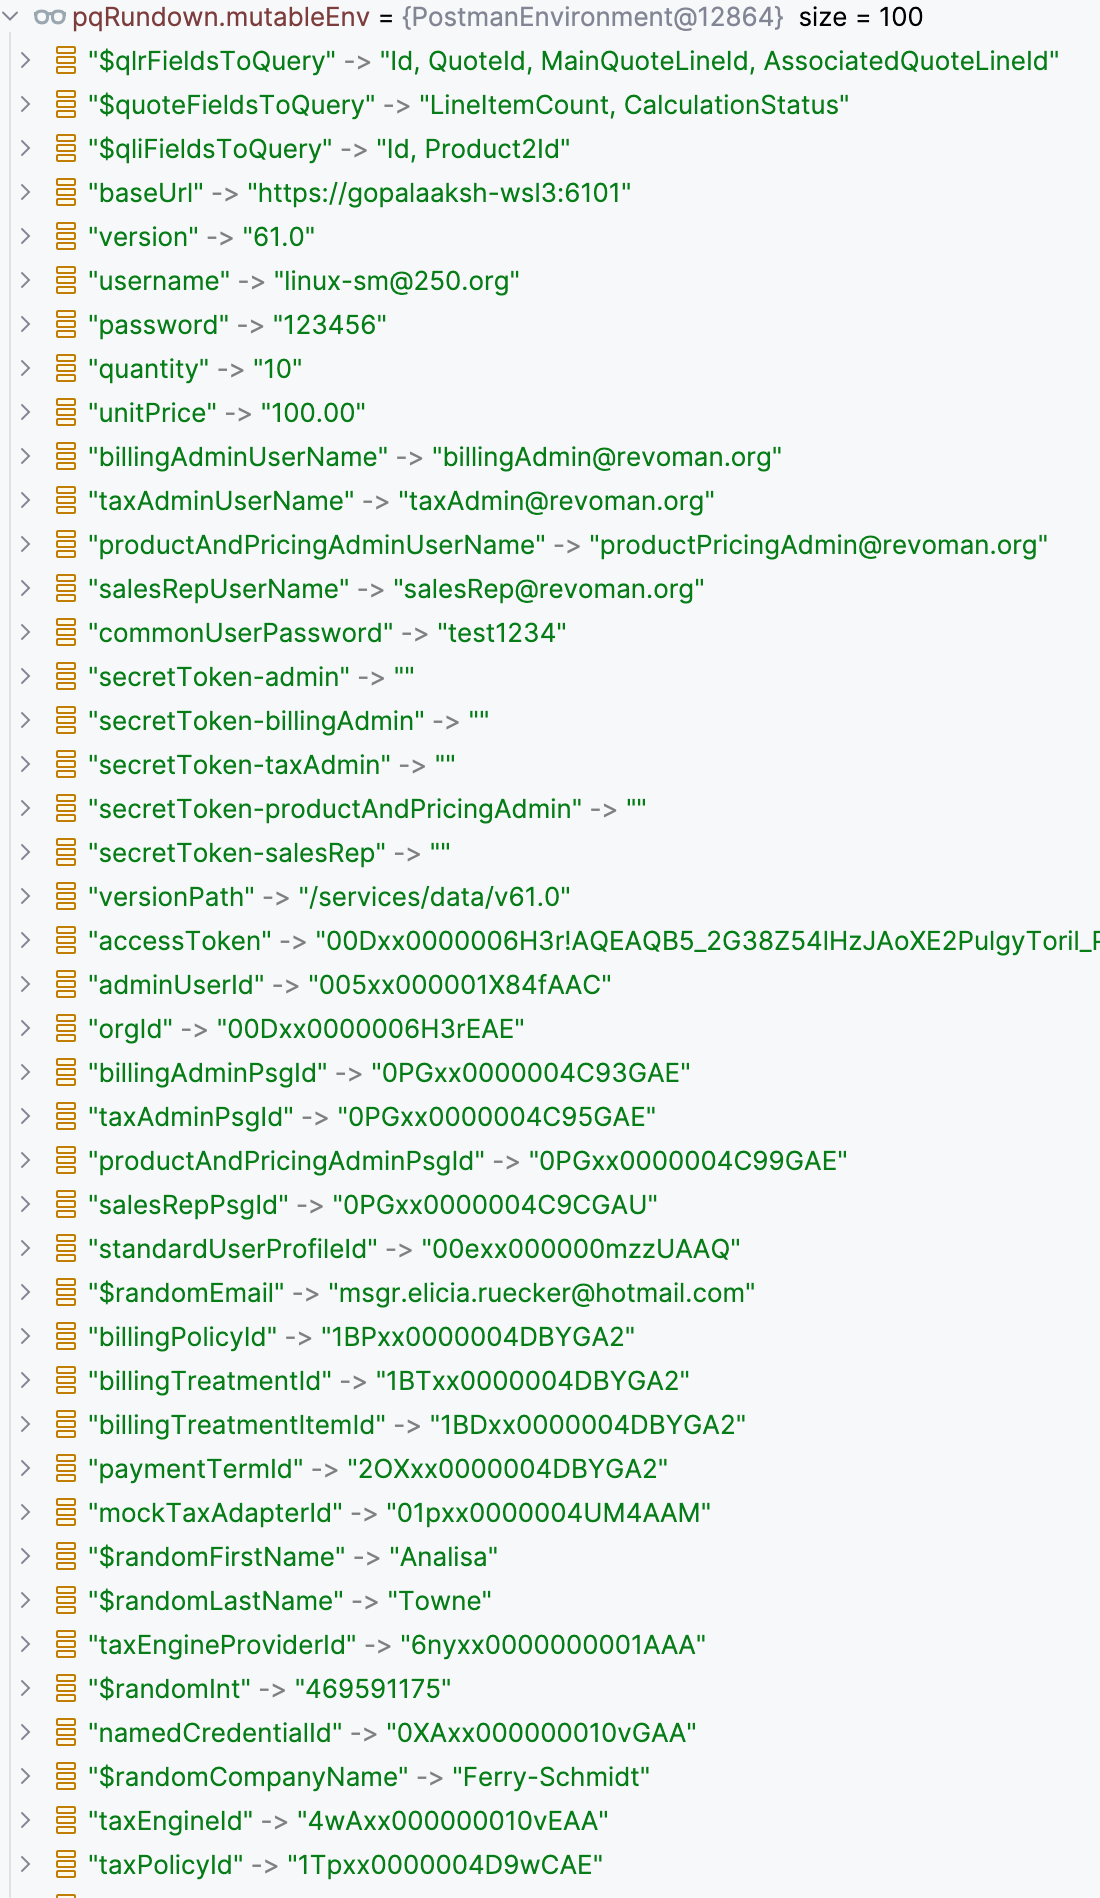 pqRundown.mutableEnv = {PostmanEnvironment@12864} size = 100
"$qlrFieldsToQuery" -> "Id, QuoteId, MainQuoteLineId, AssociatedQuoteLineId"
"$quoteFieldsToQuery" -> "LineItemCount, CalculationStatus"
"$qliFieldsToQuery" -> "Id, Product2Id"
"baseUrl" -> "https://gopalaaksh-wsl3:6101"
"version" -> "61.0"
"username" -> "linux-sm@250.org"
"password" -> "123456"
"quantity" -> "10"
"unitPrice" -> "100.00"
"billingAdminUserName" -> "billingAdmin@revoman.org"
"taxAdminUserName" -> "taxAdmin@revoman.org"
"productAndPricingAdminUserName" -> "productPricingAdmin@revoman.org"
"salesRepUserName" -> "salesRep@revoman.org"
"commonUserPassword" -> "test1234"
"secretToken-admin" -> ""
"secretToken-billingAdmin" -> ""
"secretToken-taxAdmin" -> ""
"secretToken-productAndPricingAdmin" -> ""
"secretToken-salesRep" -> ""
"versionPath" -> "/services/data/v61.0"
"accessToken" -> "00Dxx0000006H3r!AQEAQB5_2G38Z54lHzJAoXE2PulgyToril_
"adminUserId" -> "005xx000001X84fAAC"
"orgId" -> "00Dxx0000006H3rEAE"
"billingAdminPsgId" -> "0PGxx0000004C93GAE"
"taxAdminPsgId" -> "0PGxx0000004C95GAE"
"productAndPricingAdminPsgId" -> "0PGxx0000004C99GAE"
"salesRepPsgId" -> "0PGxx0000004C9CGAU"
"standardUserProfileId" -> "00exx000000mzzUAAQ"
"$randomEmail" -> "msgr.elicia.ruecker@hotmail.com"
"billingPolicyId" -> "1BPxx0000004DBYGA2"
"billingTreatmentId" -> "1BTxx0000004DBYGA2"
"billingTreatmentItemId" -> "1BDxx0000004DBYGA2"
"paymentTermId" -> "2OXxx0000004DBYGA2"
"mockTaxAdapterId" -> "01pxx0000004UM4AAM"
"$randomFirstName" -> "Analisa"
"$randomLastName" -> "Towne"
"taxEngineProviderId" -> "6nyxx0000000001AAA"
"$randomInt" -> "469591175"
"namedCredentialId" -> "0XAxx000000010vGAA"
"$randomCompanyName" -> "Ferry-Schmidt"
"taxEngineId" -> "4wAxx000000010vEAA"
"taxPolicyId" -> "1Tpxx0000004D9wCAE"